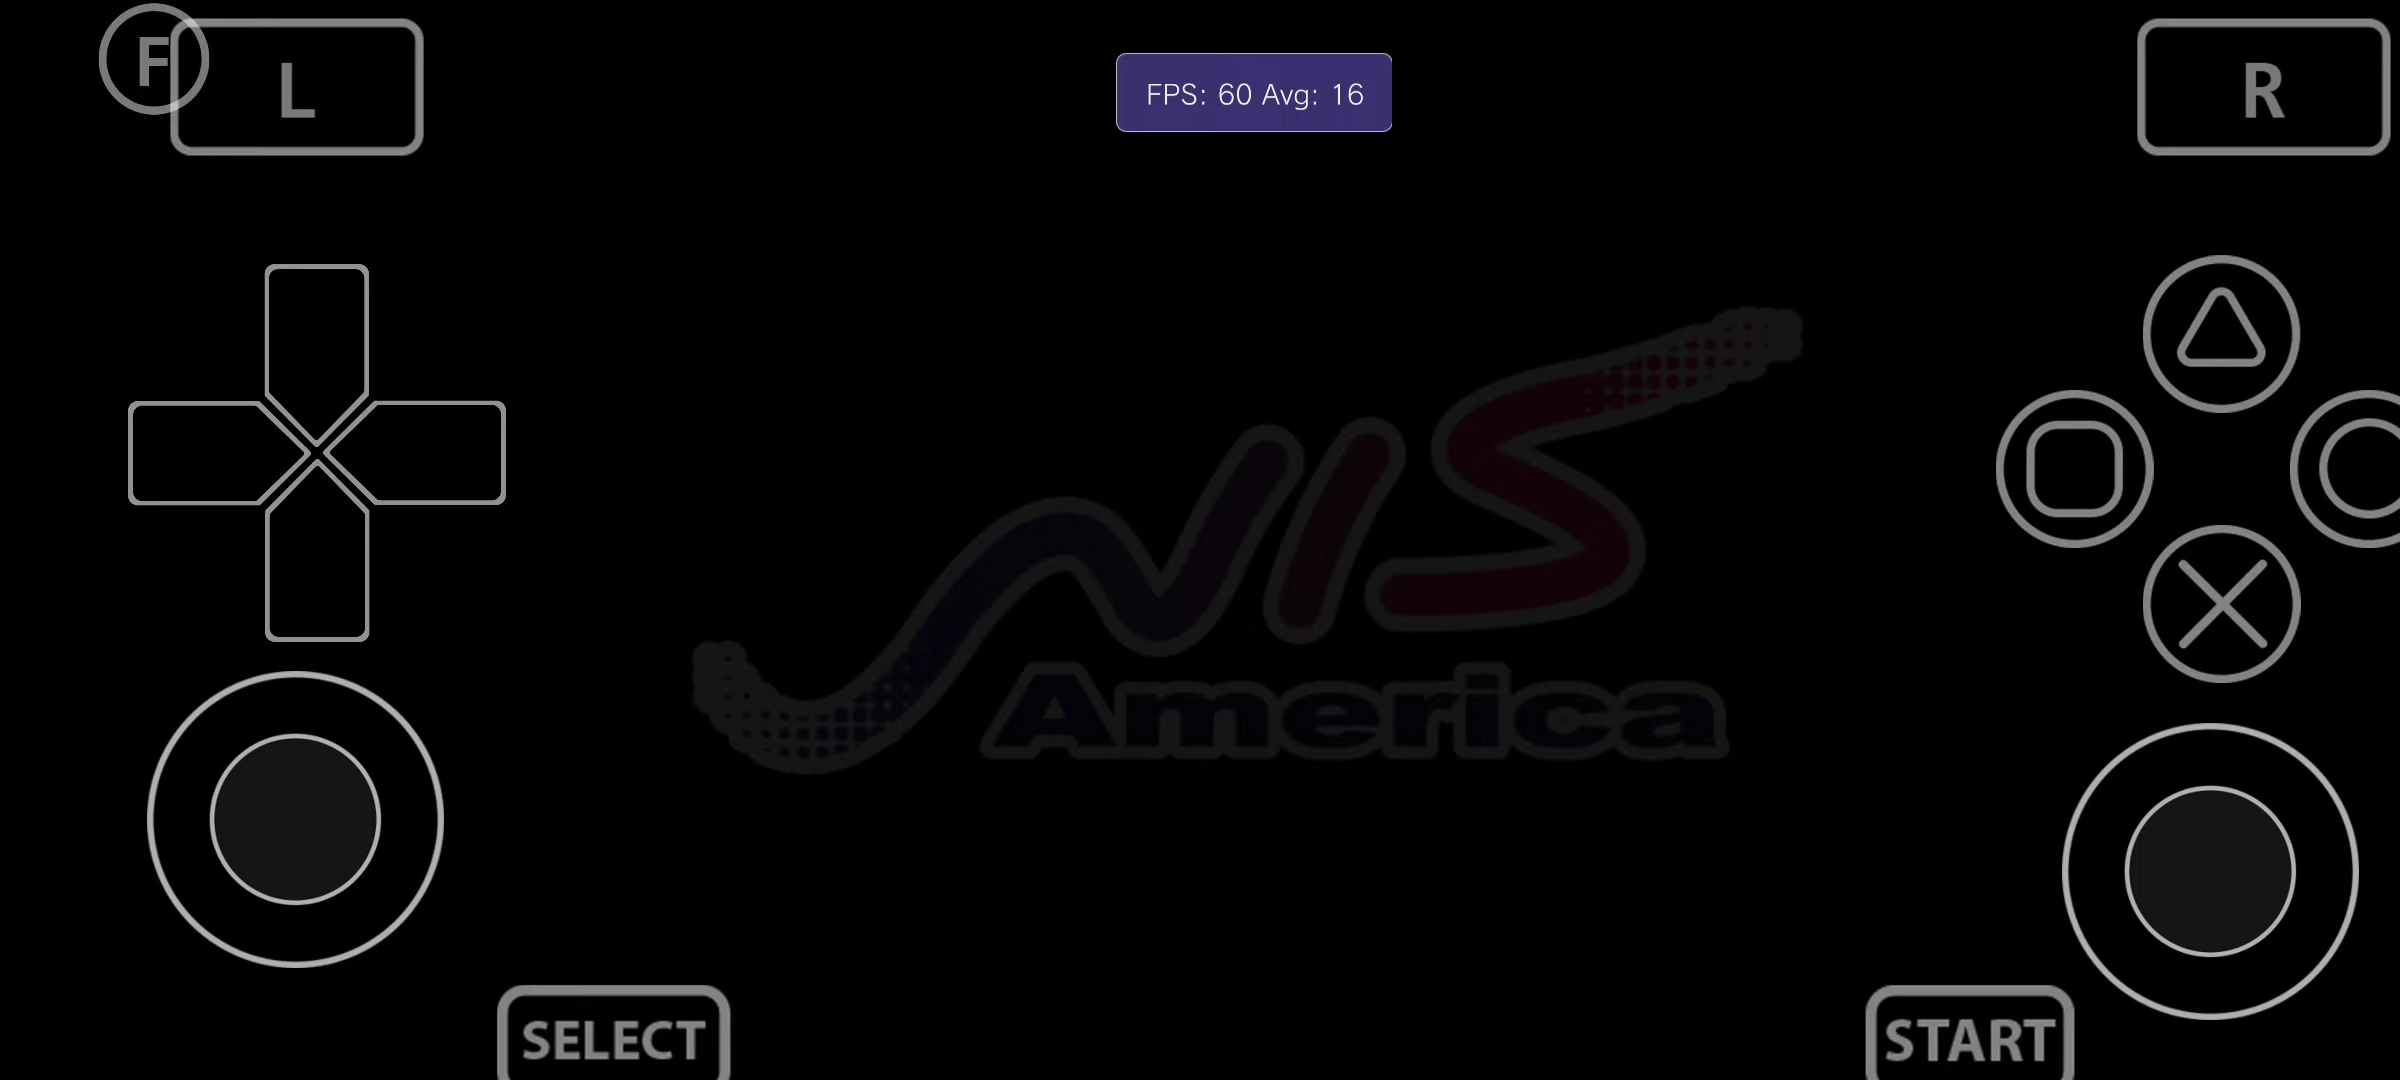 F
L
FPS: 60 Avg: 16
R
NIS
America
SELECT
START